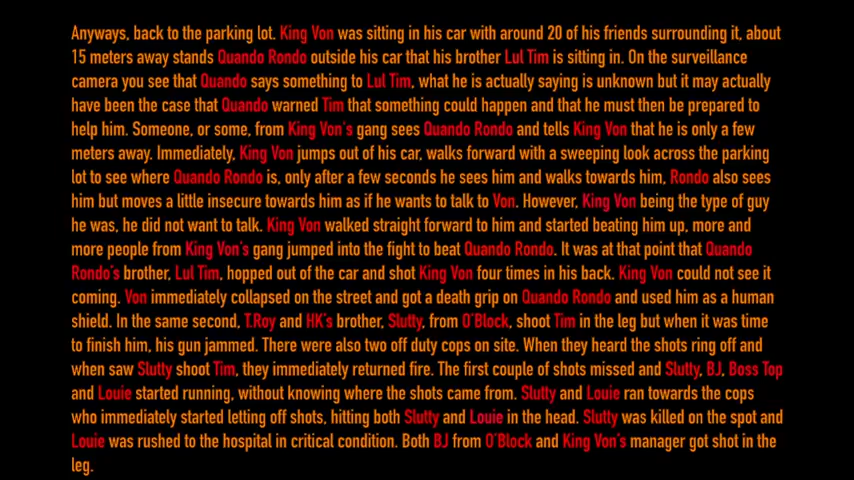 Anyways, back to the parking lot. King Von was sitting in his car with around 20 of his friends surrounding it, about
15 meters away stands Quando Rondo outside his car that his brother Lul Tim is sitting in. On the surveillance
camera you see that Quando says something to Lul Tim, what he is actually saying is unknown but it may actually
have been the case that Quando warned Tim that something could happen and that he must then be prepared to
help him. Someone, or some, from King Von's gang sees Quando Rondo and tells King Von that he is only a few
meters away. Immediately, King Von jumps out of his car, walks forward with a sweeping look across the parking
lot to see where Quando Rondo is, only after a few seconds he sees him and walks towards him, Rondo also sees
him but moves a little insecure towards him as if he wants to talk to Von. However, King Von being the type of guy
he was, he did not want to talk. King Von walked straight forward to him and started beating him up, more and
more people from King Von's gang jumped into the fight to beat Quando Rondo. It was at that point that Quando
Rondo's brother, Lul Tim, hopped out of the car and shot King Von four times in his back. King Von could not see it
coming. Von immediately collapsed on the street and got a death grip on Quando Rondo and used him as a human
shield. In the same second, T.Roy and HK's brother, Slutty, from O'Block, shoot Tim in the leg but when it was time
to finish him, his gun jammed. There were also two off duty cops on site. When they heard the shots ring off and
when saw Slutty shoot Tim, they immediately returned fire. The first couple of shots missed and Slutty, BJ, Boss Top
and Louie started running, without knowing where the shots came from. Slutty and Louie ran towards the cops
who immediately started letting off shots, hitting both Slutty and Louie in the head. Slutty was killed on the spot and
Louie was rushed to the hospital in critical condition. Both BJ from O'Block and King Von's manager got shot in the
leg.